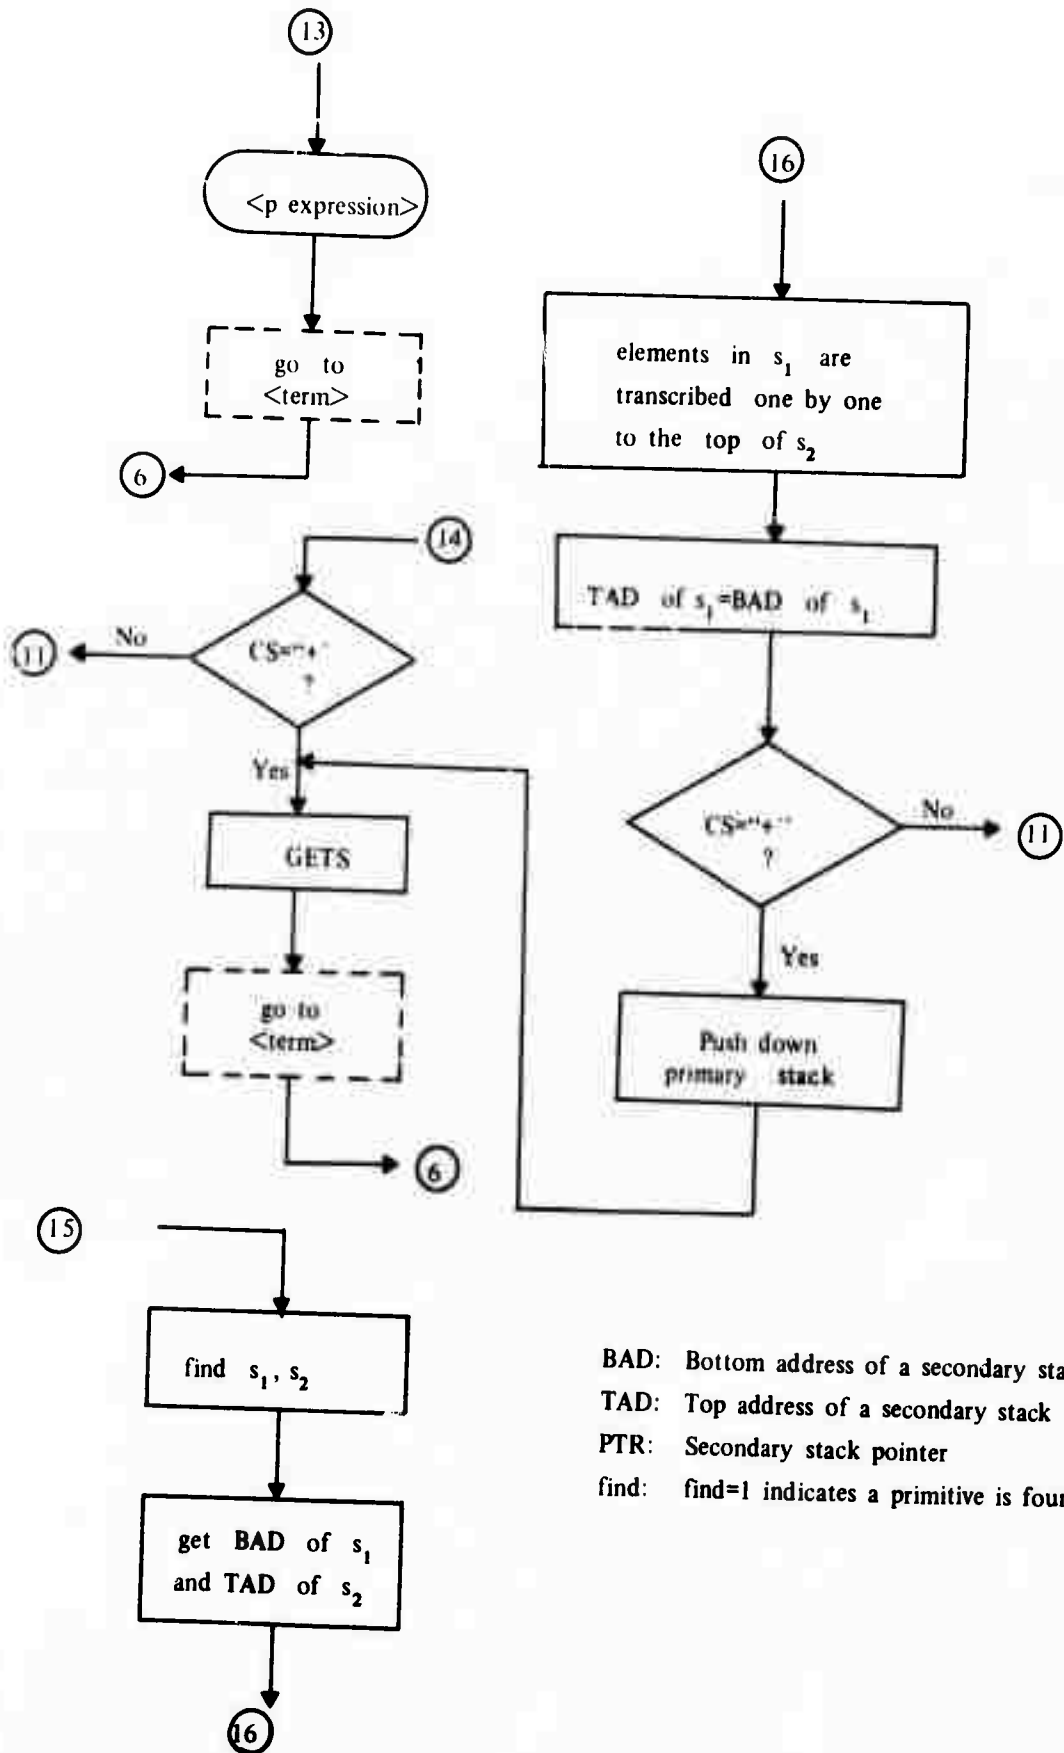 13
<p expression>
go to
<term>
6
14
CS="+"
?
No
11
Yes
GETS
go to
<term>
6
15
find s1, s2
get BAD of s1
and TAD of s2
16
16
elements in s1 are
transcribed one by one
to the top of s2
TAD of s1=BAD of s1
CS="+"
?
No
11
Yes
Push down
primary stack
BAD: Bottom address of a secondary sta
TAD: Top address of a secondary stack
PTR: Secondary stack pointer
find: find=1 indicates a primitive is four